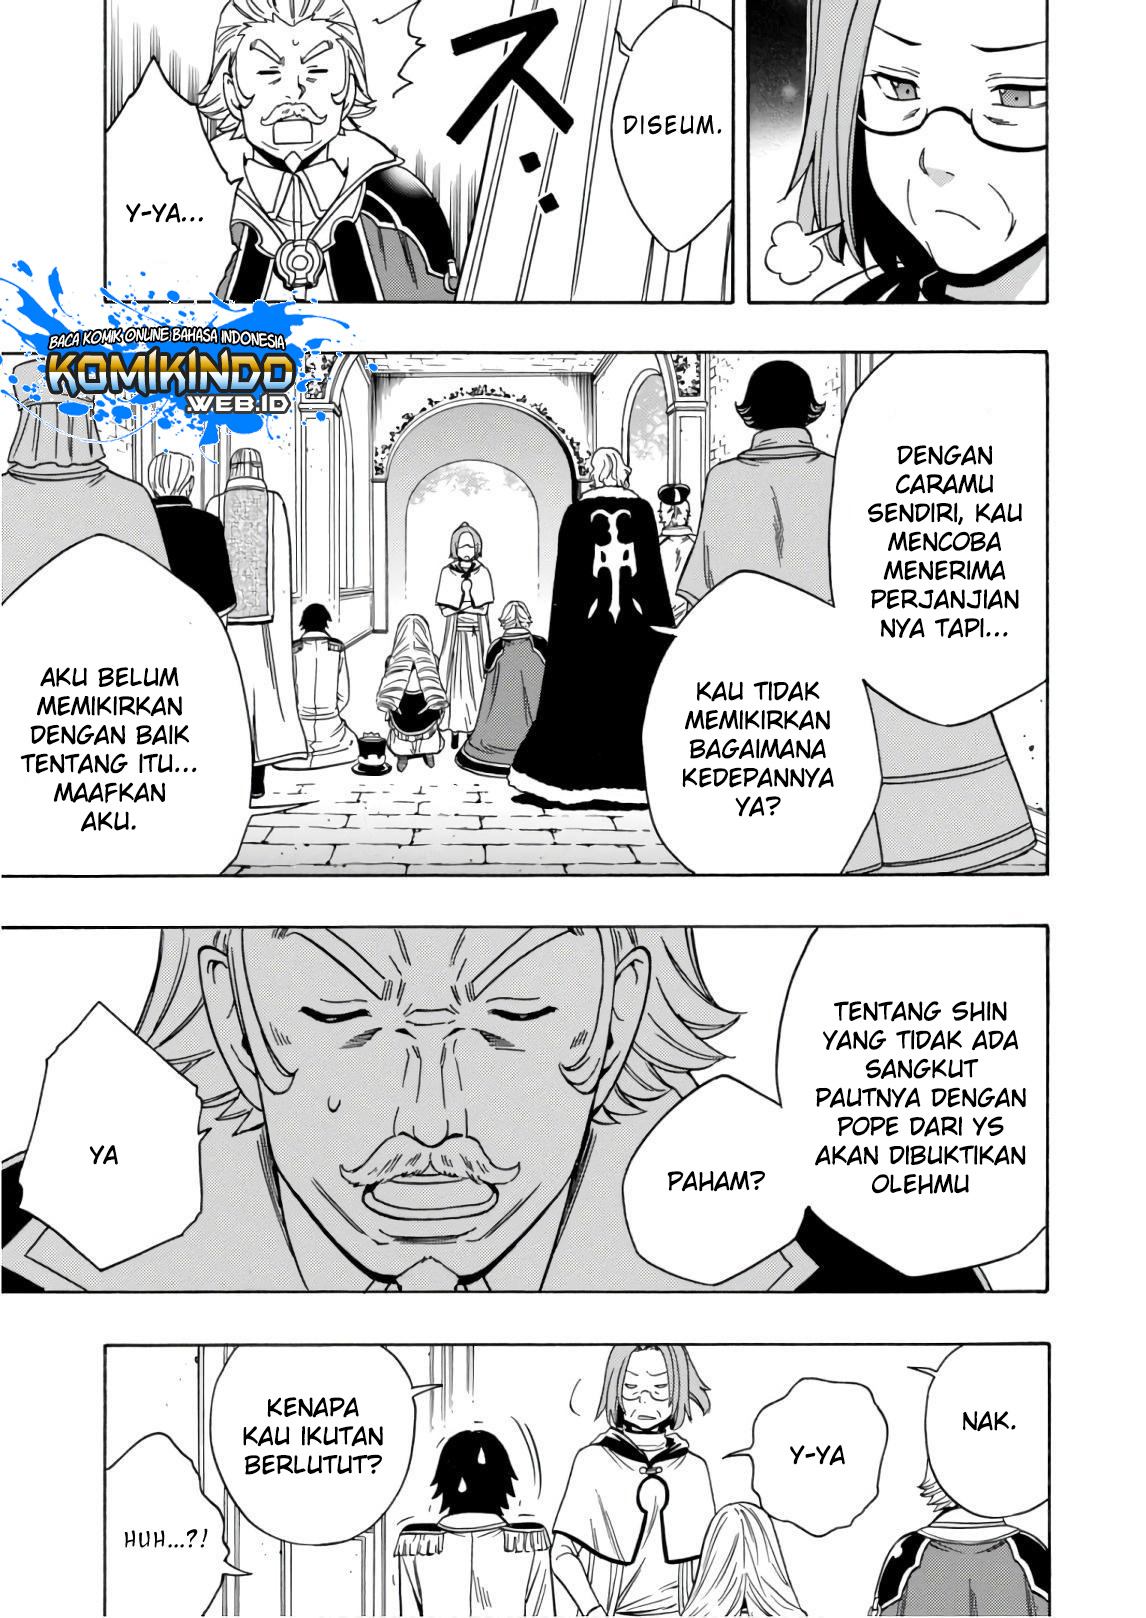 DISEUM.
ス…
Y-YA...
BACA KOMIK ONLINE BAHASA INDONESIA
KOMIKINDO
.WEB.ID
DENGAN
CARAMU
SENDIRI, KAU
MENCOBA
MENERIMA
PERJANJIAN
NYA TAPI...
KAU TIDAK
MEMIKIRKAN
BAGAIMANA
KEDEPANNYA
YA?
AKU BELUM
MEMIKIRKAN
DENGAN BAIK
TENTANG ITU...
MAAFKAN
AKU.
TENTANG SHIN
YANG TIDAK ADA
SANGKUT
PAUTNYA DENGAN
POPE DARI YS
AKAN DIBUKTIKAN
OLEHMU
PAHAM?
YA
NAK.
Y-YA
KENAPA
KAU IKUTAN
BERLUTUT?
HUH...?!